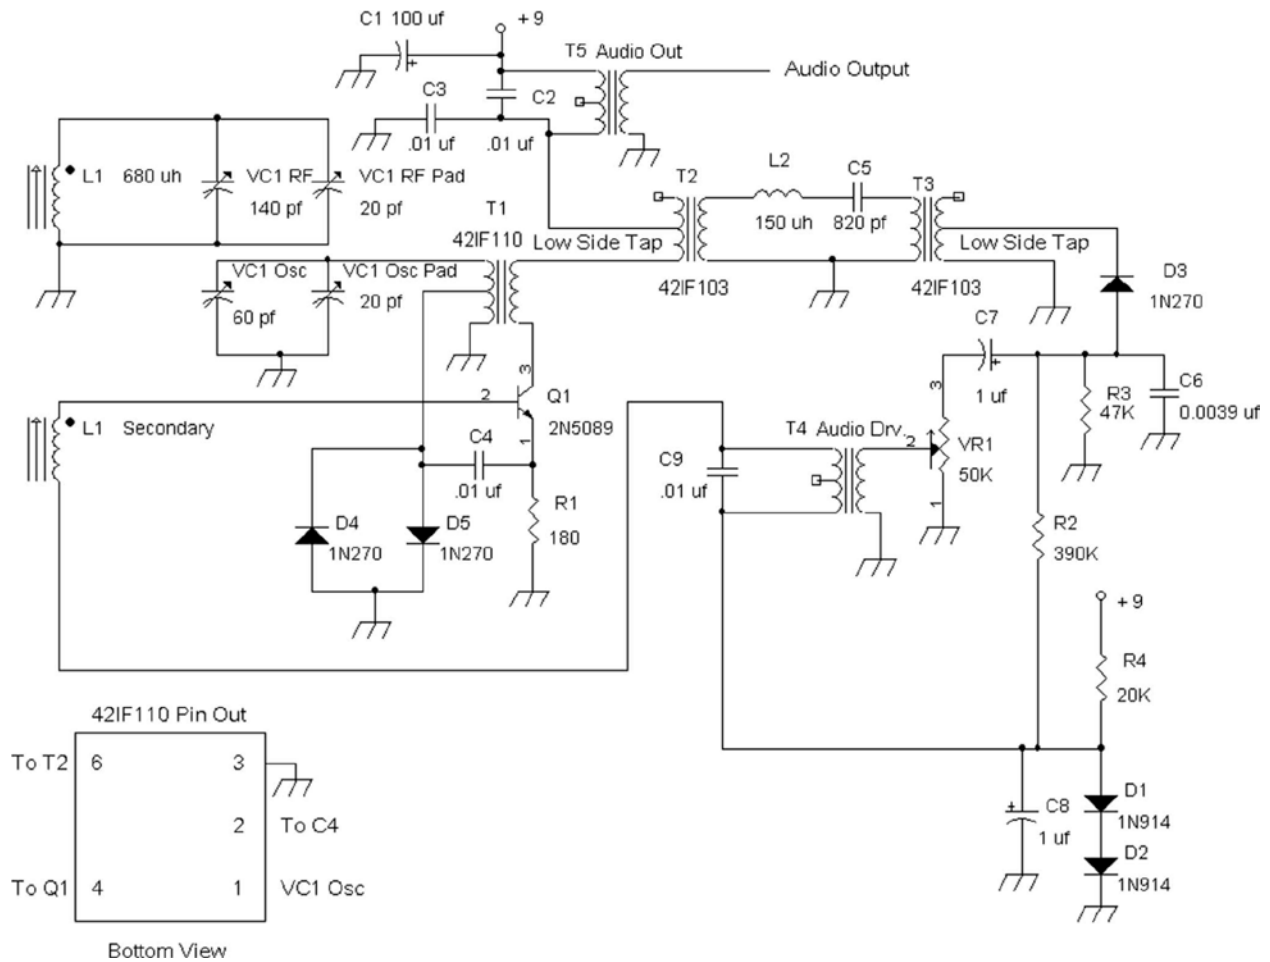 C1 100 uf
+ 9
T5 Audio Out
Audio Output
C3
C2
.01 uf
.01 uf
L1 680 uh
VC1 RF
140 pf
VC1 RF Pad
20 pf
T1
42IF110
Low Side Tap
T2
L2
C5
T3
150 uh
820 pf
Low Side Tap
42IF103
42IF103
D3
1N270
VC1 Osc
60 pf
VC1 Osc Pad
20 pf
C7
1 uf
3
2
1
Q1
2N5089
L1 Secondary
C4
.01 uf
R1
180
D4
1N270
D5
1N270
C9
.01 uf
T4 Audio Drv.
3
2
1
VR1
50K
R3
47K
C6
0.0039 uf
R2
390K
+ 9
R4
20K
C8
1 uf
D1
1N914
D2
1N914
42IF110 Pin Out
To T2 6 3
2 To C4
To Q1 4 1 VC1 Osc
Bottom View
+
+
+